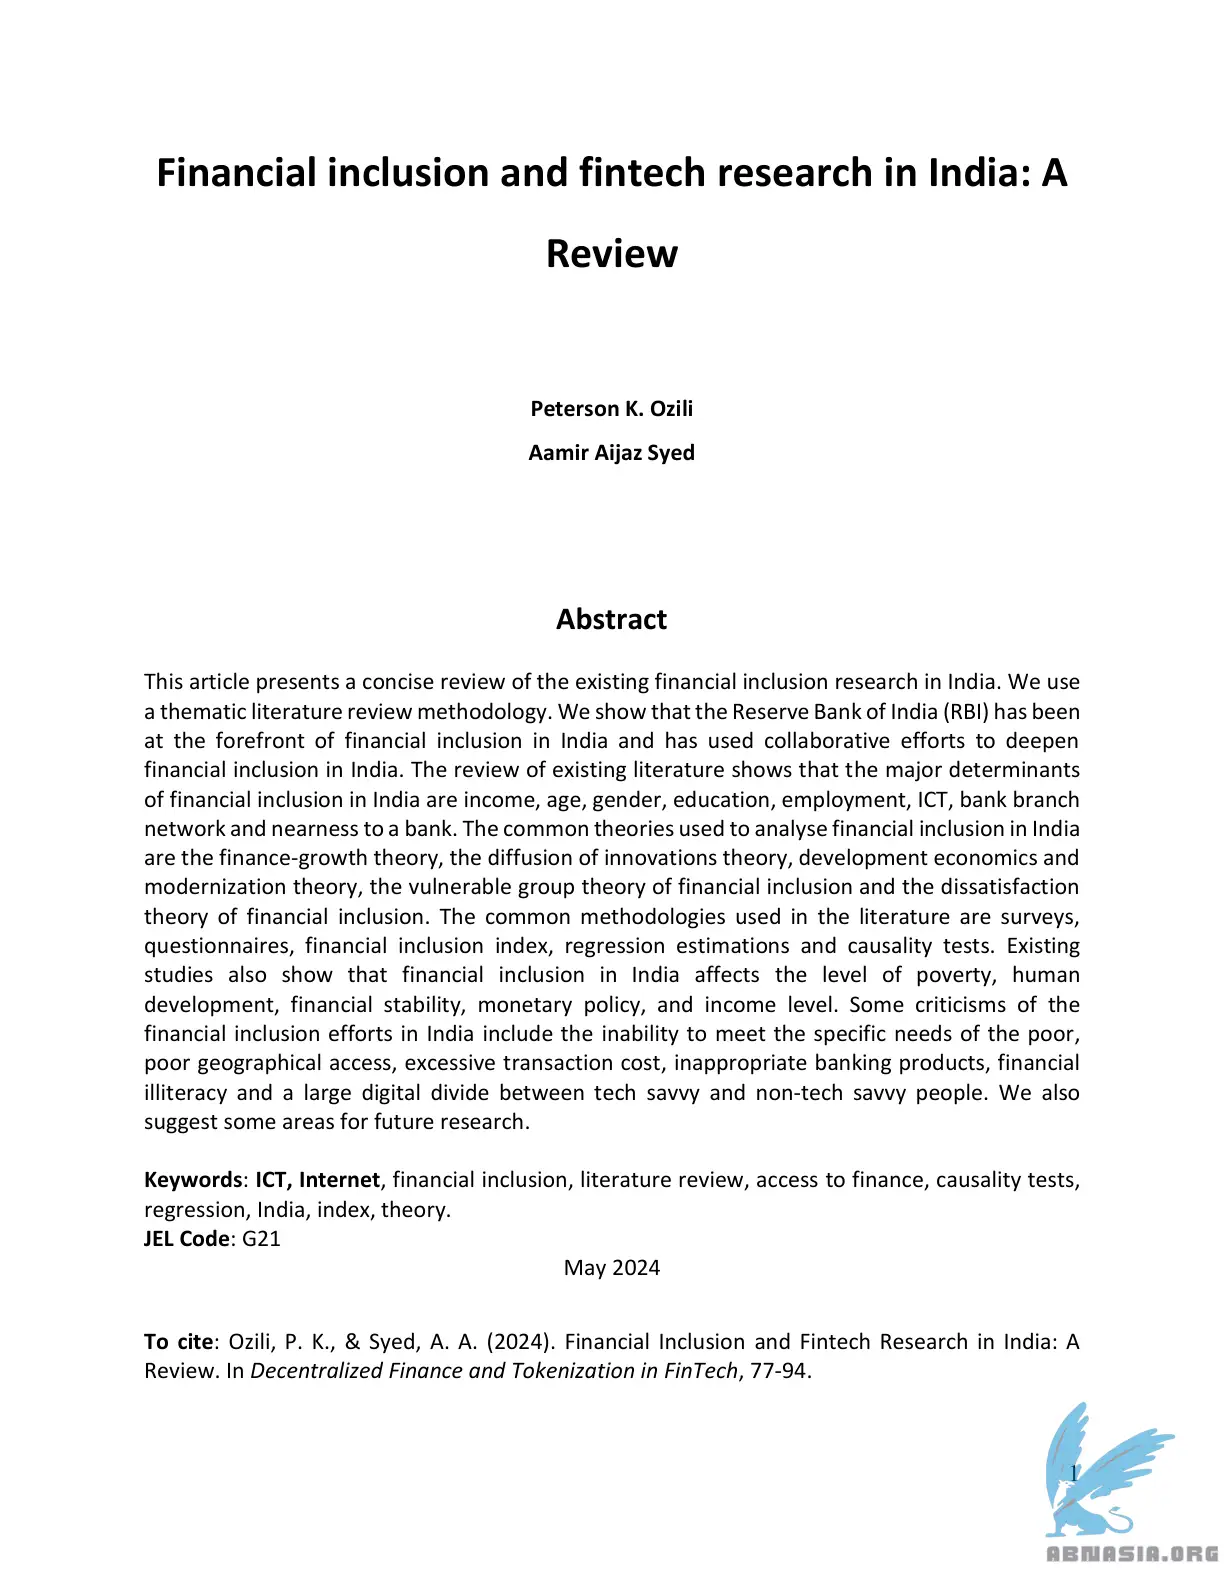 Financial inclusion and fintech research in India: A
Review
Peterson K. Ozili
Aamir Aijaz Syed
Abstract
This article presents a concise review of the existing financial inclusion research in India. We use
a thematic literature review methodology. We show that the Reserve Bank of India (RBI) has been
at the forefront of financial inclusion in India and has used collaborative efforts to deepen
financial inclusion in India. The review of existing literature shows that the major determinants
of financial inclusion in India are income, age, gender, education, employment, ICT, bank branch
network and nearness to a bank. The common theories used to analyse financial inclusion in India
are the finance-growth theory, the diffusion of innovations theory, development economics and
modernization theory, the vulnerable group theory of financial inclusion and the dissatisfaction
theory of financial inclusion. The common methodologies used in the literature are surveys,
questionnaires, financial inclusion index, regression estimations and causality tests. Existing
studies also show that financial inclusion in India affects the level of poverty, human
development, financial stability, monetary policy, and income level. Some criticisms of the
financial inclusion efforts in India include the inability to meet the specific needs of the poor,
poor geographical access, excessive transaction cost, inappropriate banking products, financial
illiteracy and a large digital divide between tech savvy and non-tech savvy people. We also
suggest some areas for future research.
Keywords: ICT, Internet, financial inclusion, literature review, access to finance, causality tests,
regression, India, index, theory.
JEL Code: G21
May 2024
To cite: Ozili, P. K., & Syed, A. A. (2024). Financial Inclusion and Fintech Research in India: A
Review. In Decentralized Finance and Tokenization in FinTech, 77-94.
1
ABNASIA.ORG